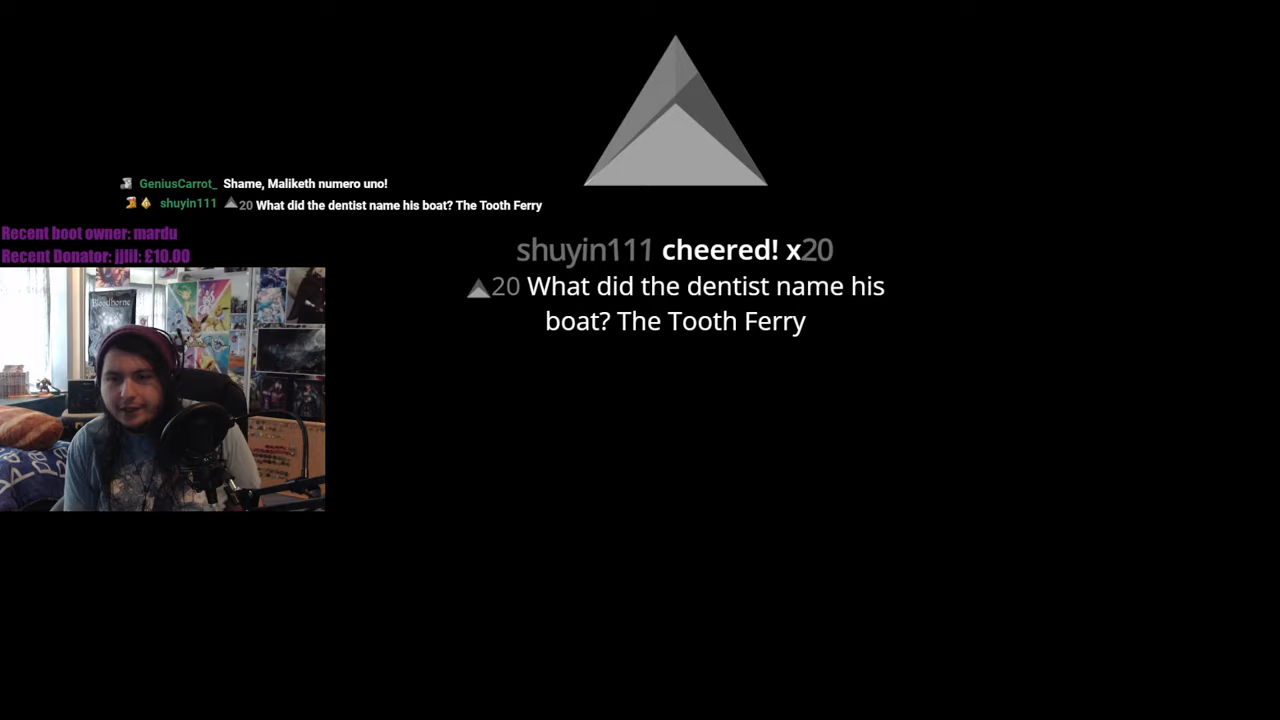 GeniusCarrot_ Shame, Maliketh numero uno!
shuyin111 20 What did the dentist name his boat? The Tooth Ferry
Recent boot owner: mardu
Recent Donator: jjlil: £10.00
shuyin111 cheered! x20
20 What did the dentist name his
boat? The Tooth Ferry
Bloodborne